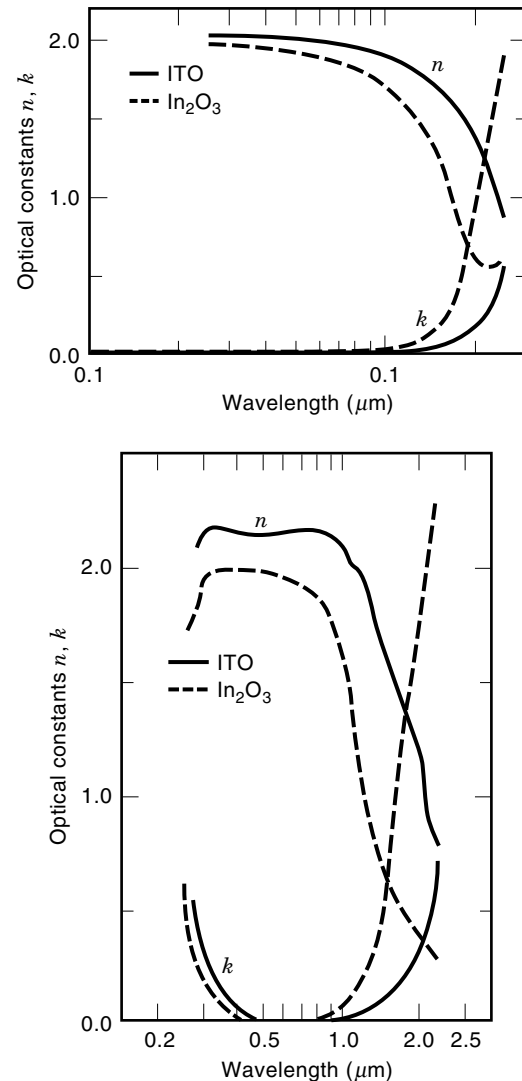 2.0
n
ITO
In₂O₃
Optical constants n, k
1.0
k
0.0
0.1 0.1
Wavelength (μm)
n
2.0
ITO
In₂O₃
Optical constants n, k
1.0
k
0.0
0.2 0.5 1.0 2.0 2.5
Wavelength (μm)